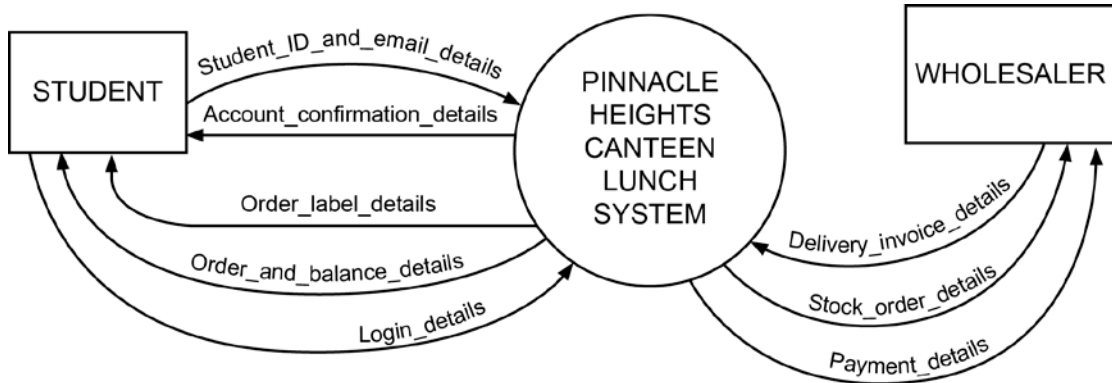 STUDENT
Student_ID_and_email_details
Account_confirmation_details
Order_label_details
Order_and_balance_details
Login_details
PINNACLE
HEIGHTS
CANTEEN
LUNCH
SYSTEM
WHOLESALER
Delivery_invoice_details
Stock_order_details
Payment_details